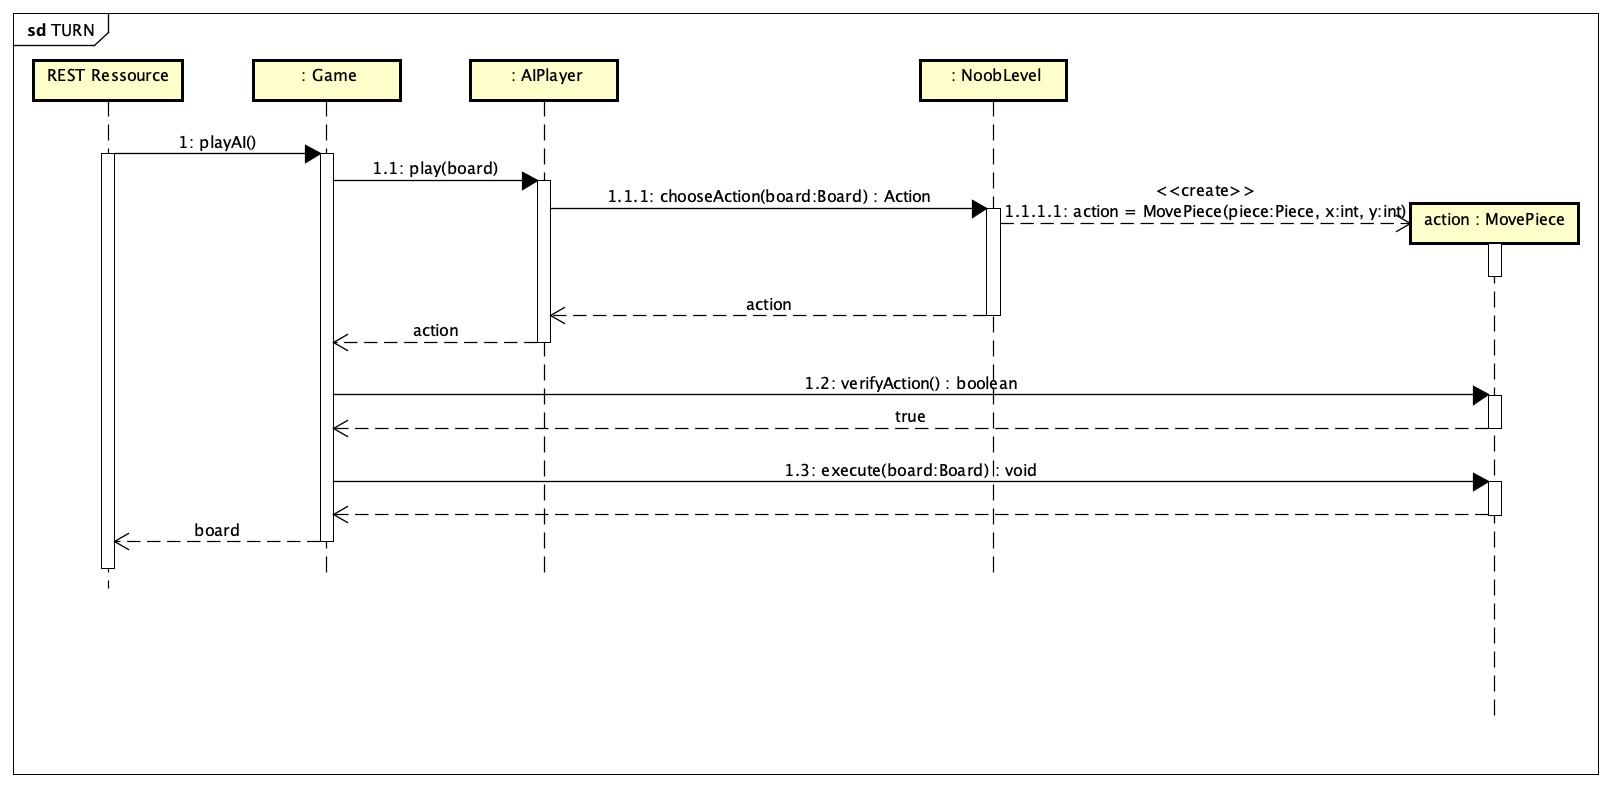 sd TURN
REST Ressource
: Game
: AIPlayer
: NoobLevel
1: playAI()
1.1: play(board)
1.1.1: chooseAction(board:Board) : Action
<<create>>
1.1.1.1: action = MovePiece(piece:Piece, x:int, y:int)
action : MovePiece
action
action
1.2: verifyAction() : boolean
true
1.3: execute(board:Board) : void
board